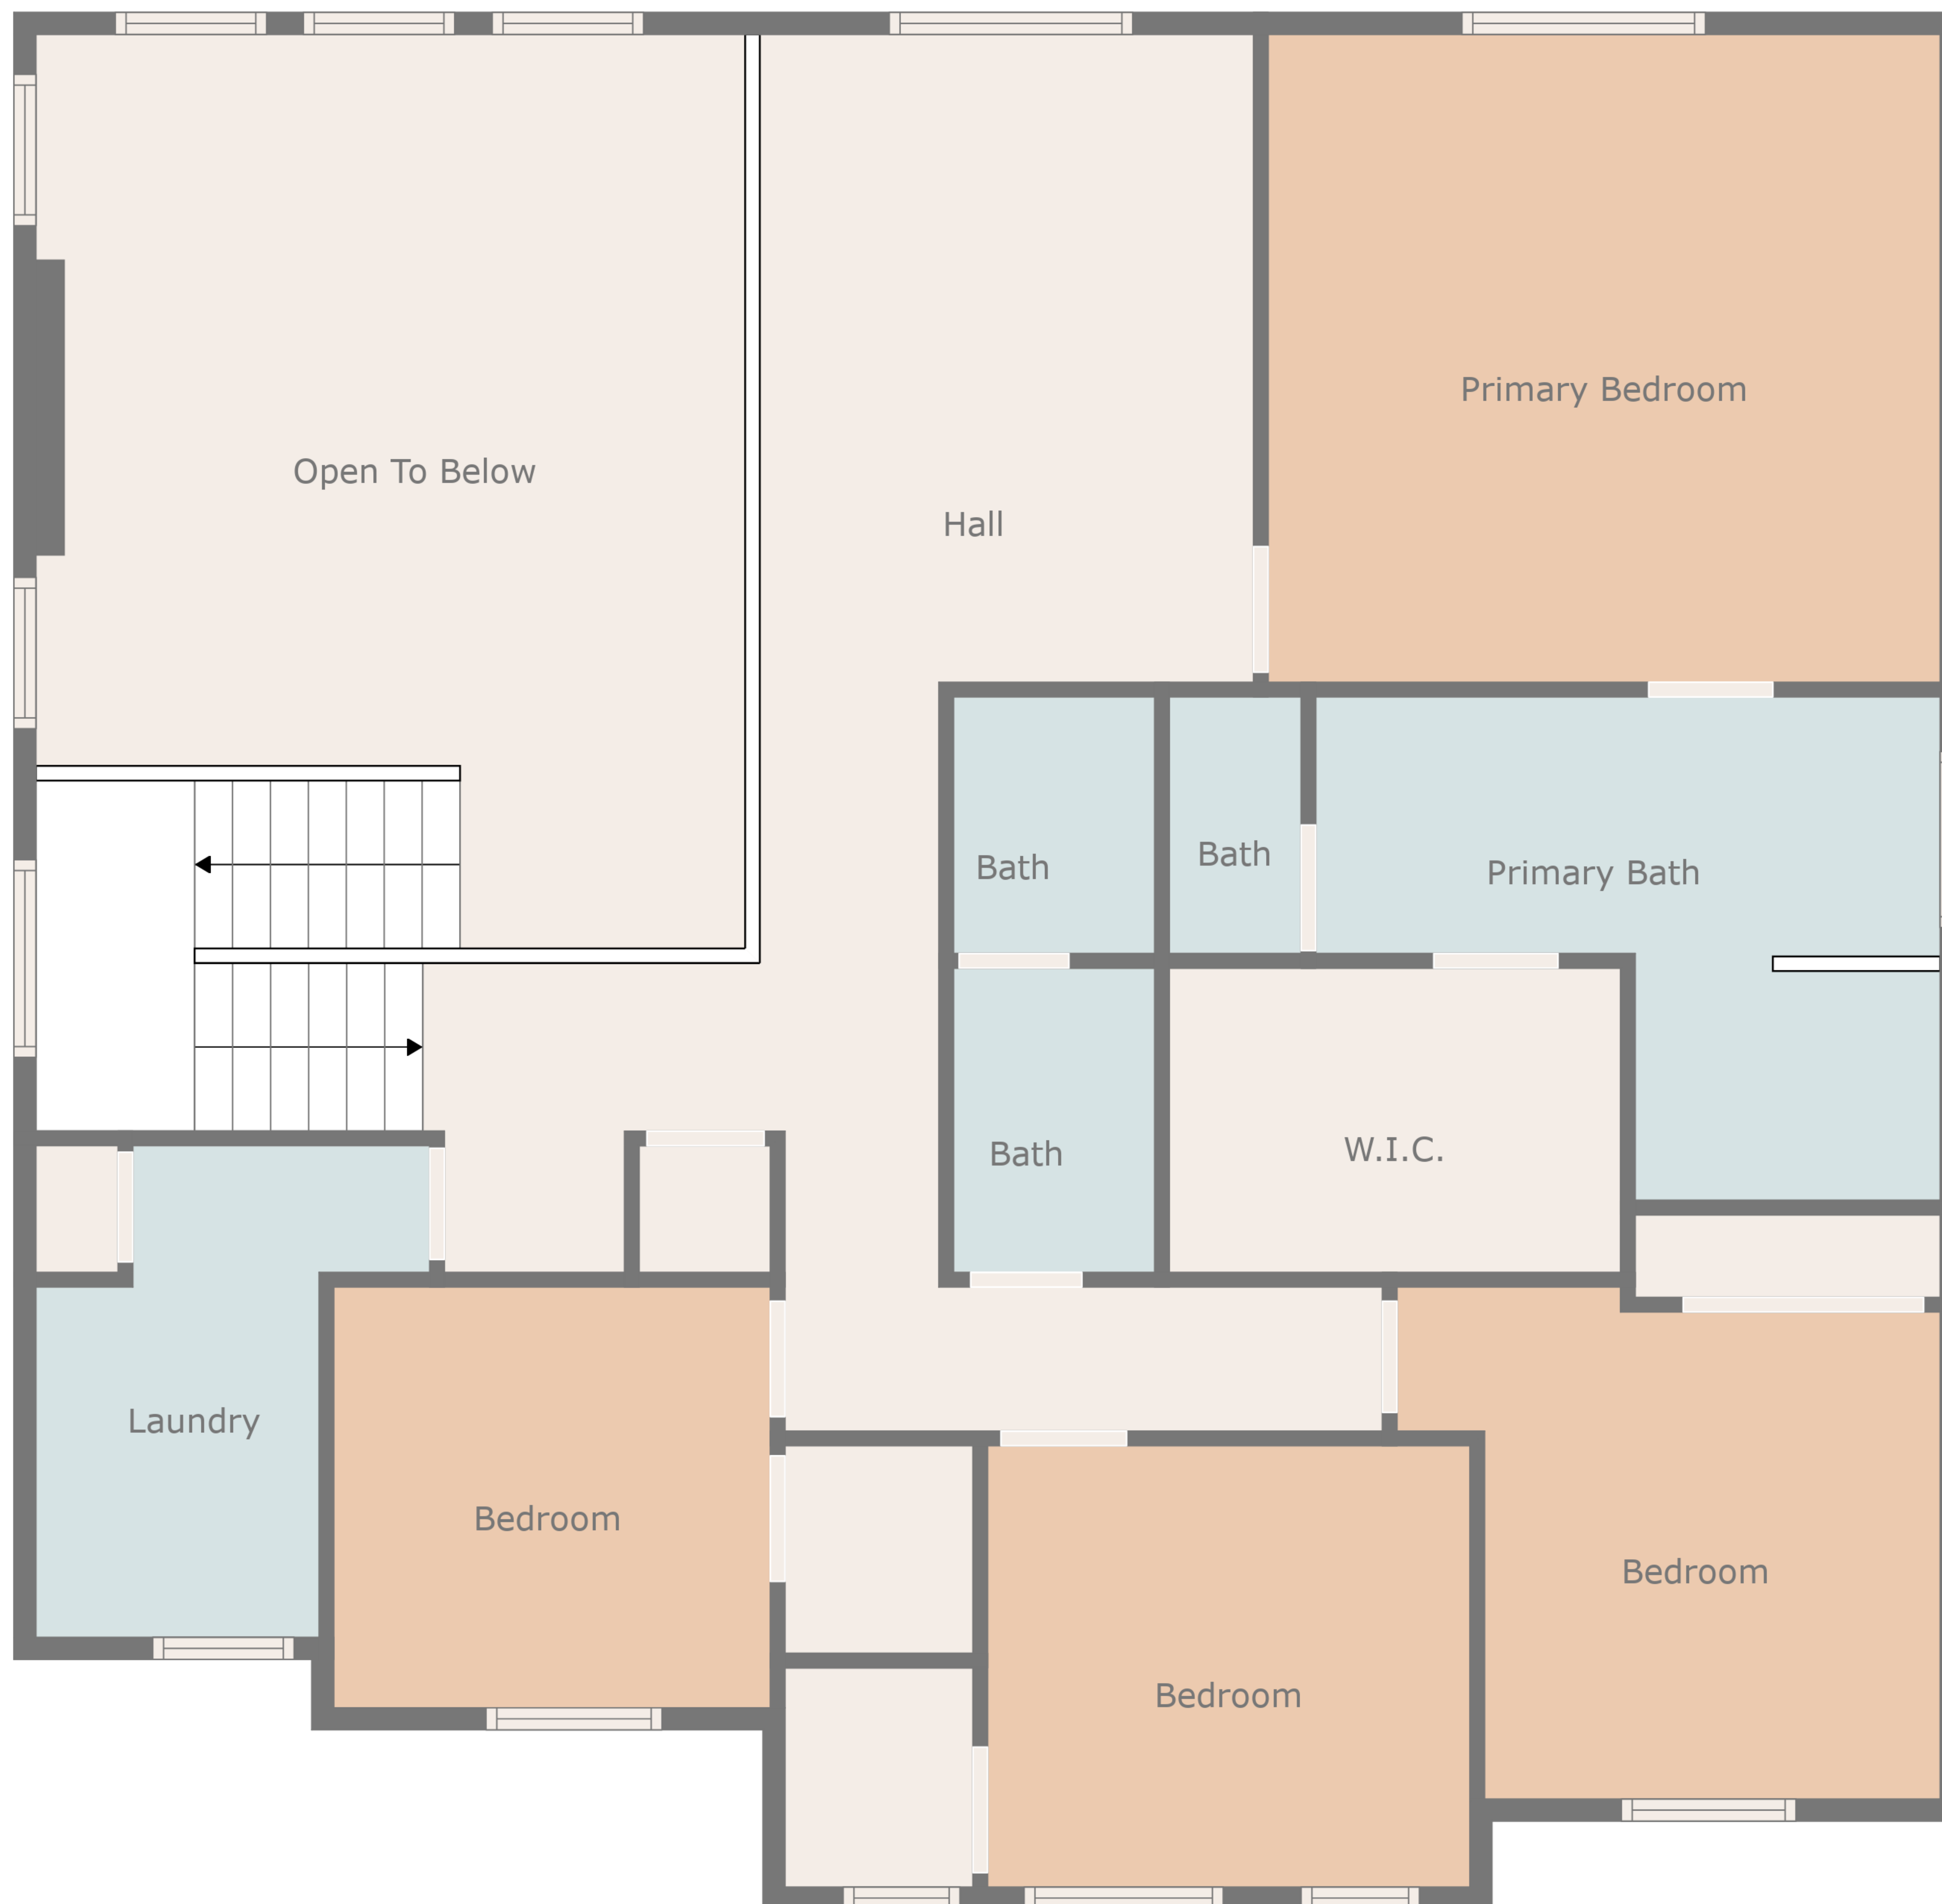 Primary Bedroom
Open To Below
Hall
Bath
Bath
Primary Bath
Bath
W.I.C.
Laundry
Bedroom
Bedroom
Bedroom